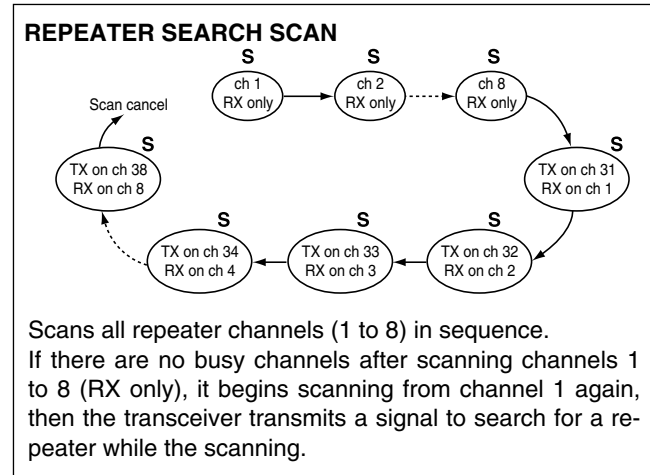 REPEATER SEARCH SCAN
S
S
S
ch 1
RX only
ch 2
RX only
ch 8
RX only
Scan cancel
S
TX on ch 38
RX on ch 8
S
TX on ch 31
RX on ch 1
S
S
S
TX on ch 34
RX on ch 4
TX on ch 33
RX on ch 3
TX on ch 32
RX on ch 2
Scans all repeater channels (1 to 8) in sequence.
If there are no busy channels after scanning channels 1
to 8 (RX only), it begins scanning from channel 1 again,
then the transceiver transmits a signal to search for a re-
peater while the scanning.